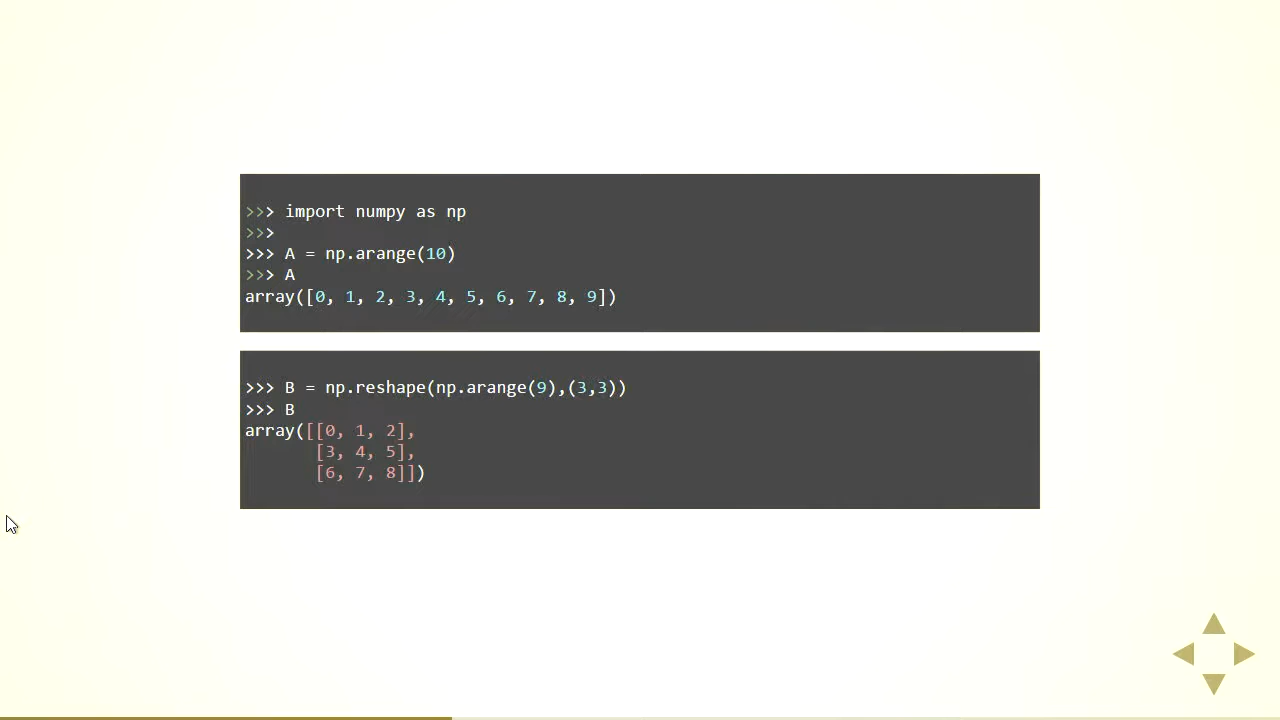 >>> import numpy as np
>>>
>>> A = np.arange(10)
>>> A
array([0, 1, 2, 3, 4, 5, 6, 7, 8, 9])
>>> B = np.reshape(np.arange(9),(3,3))
>>> B
array([[0, 1, 2],
       [3, 4, 5],
       [6, 7, 8]])